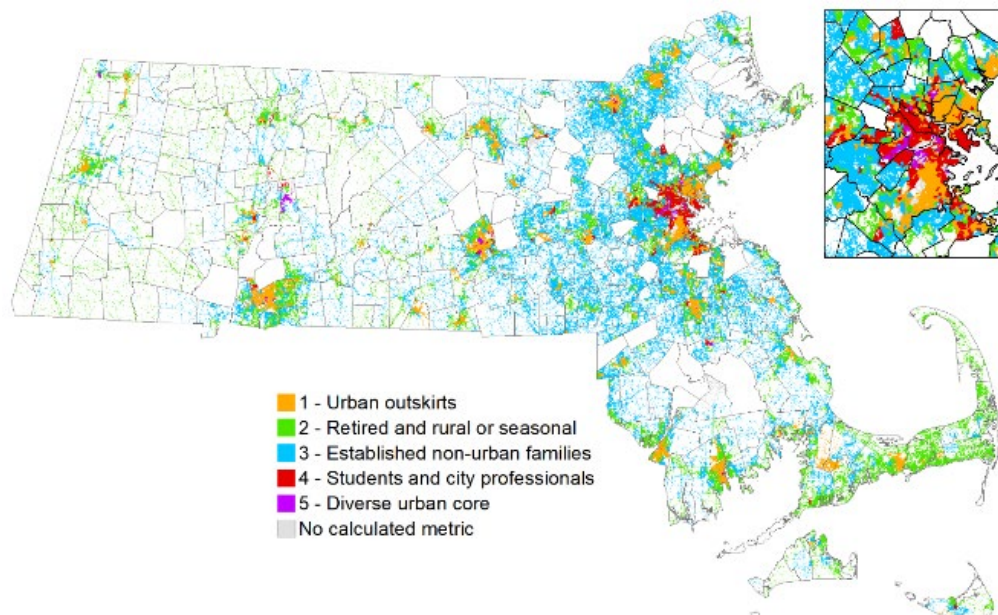 1 - Urban outskirts
2 - Retired and rural or seasonal
3 - Established non-urban families
4 - Students and city professionals
5 - Diverse urban core
No calculated metric